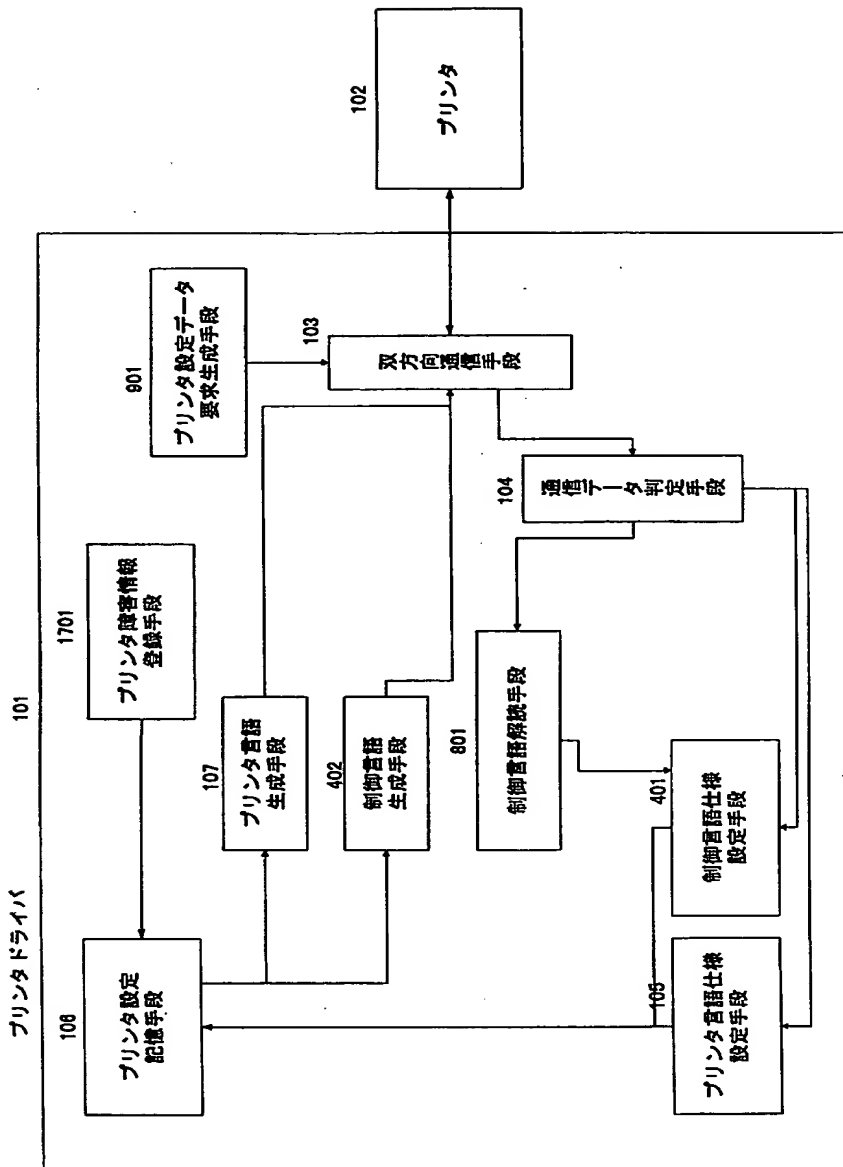 プリンタドライバ
101
106
プリンタ設定
記憶手段
1701
プリンタ障害情報
登録手段
901
プリンタ設定データ
要求生成手段
107
プリンタ言語
生成手段
402
制御言語
生成手段
103
双方向通信手段
102
プリンタ
104
通信データ判定手段
801
制御言語解読手段
401
制御言語仕様
設定手段
105
プリンタ言語仕様
設定手段